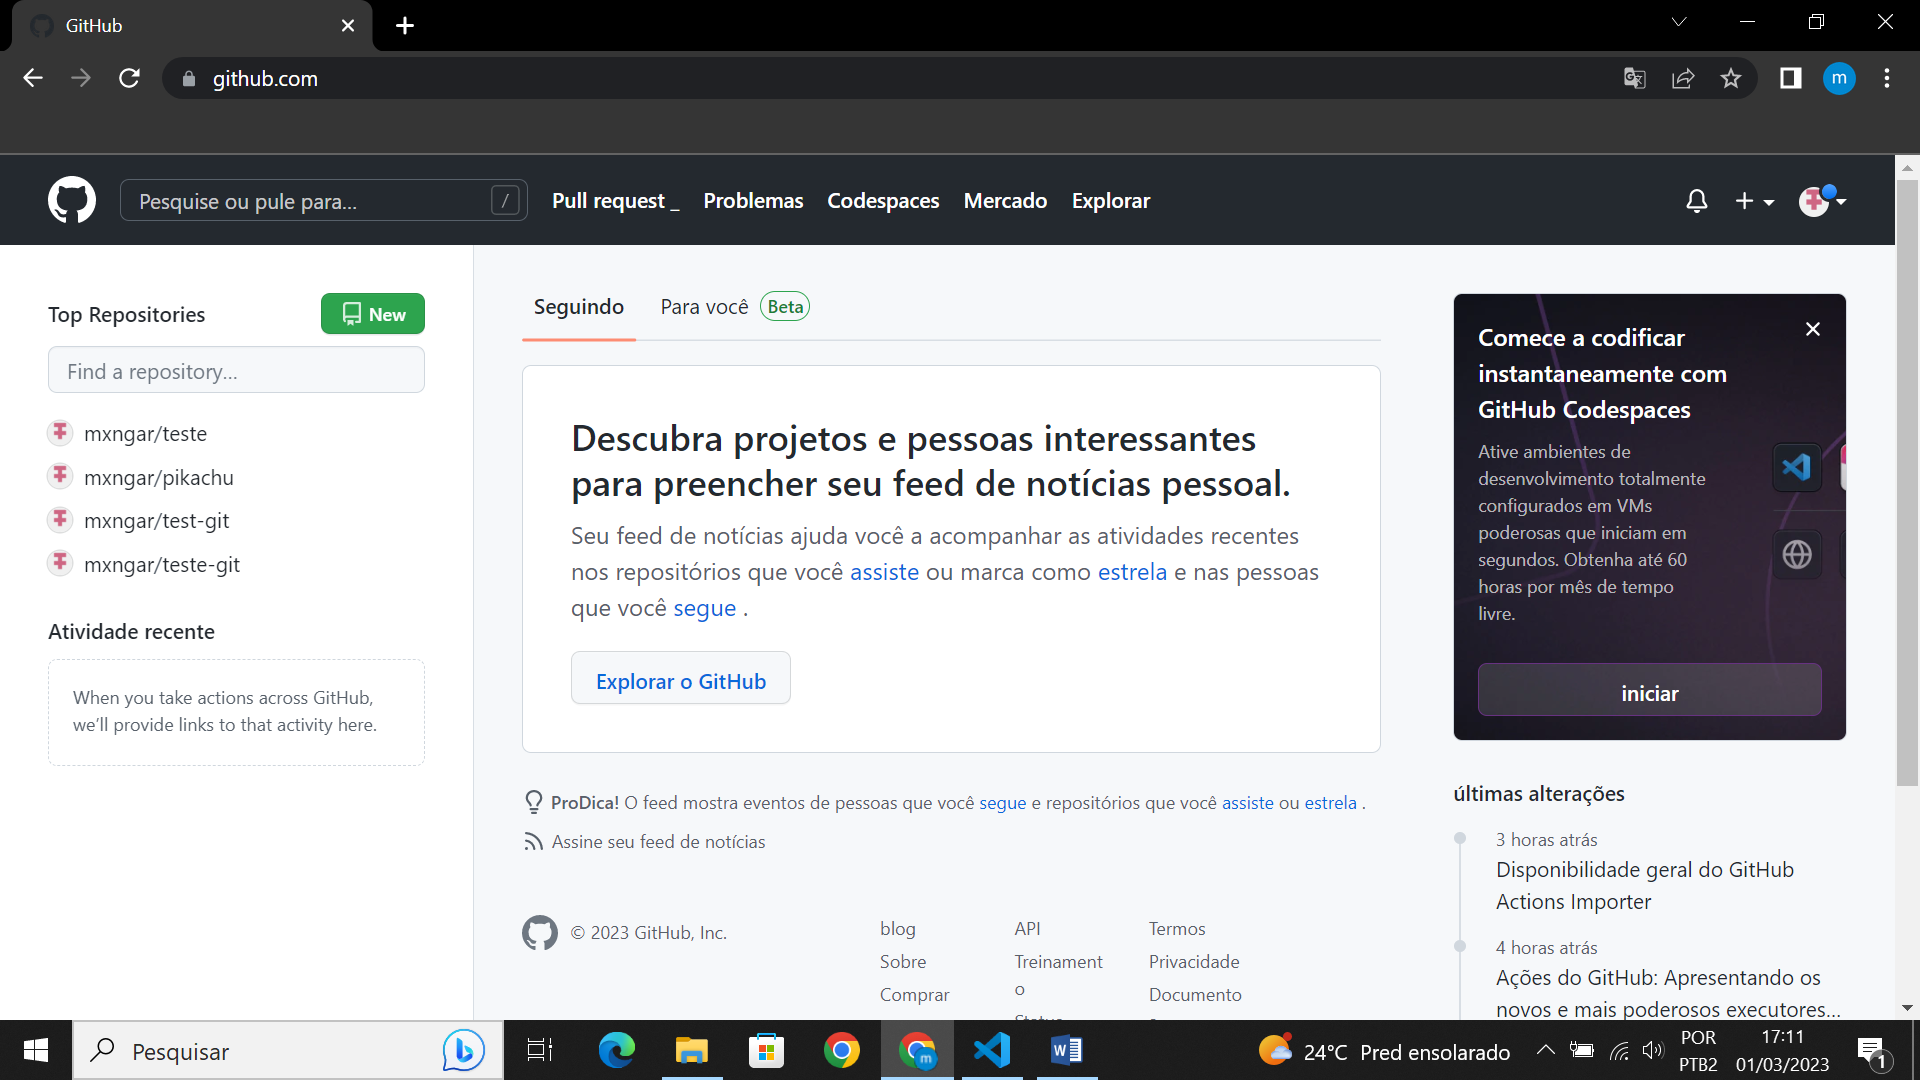 GitHub
github.com
m
Pesquise ou pule para...
/
Pull request _
Problemas
Codespaces
Mercado
Explorar
Top Repositories
New
Find a repository...
mxngar/teste
mxngar/pikachu
mxngar/test-git
mxngar/teste-git
Atividade recente
When you take actions across GitHub,
we'll provide links to that activity here.
Seguindo
Para você
Beta
Descubra projetos e pessoas interessantes
para preencher seu feed de notícias pessoal.
Seu feed de notícias ajuda você a acompanhar as atividades recentes
nos repositórios que você assiste ou marca como estrela e nas pessoas
que você segue .
Explorar o GitHub
ProDica! O feed mostra eventos de pessoas que você segue e repositórios que você assiste ou estrela .
Assine seu feed de notícias
© 2023 GitHub, Inc.
blog
Sobre
Comprar
API
Treinament
o
Status
Termos
Privacidade
Documento
Comece a codificar
instantaneamente com
GitHub Codespaces
Ative ambientes de
desenvolvimento totalmente
configurados em VMs
poderosas que iniciam em
segundos. Obtenha até 60
horas por mês de tempo
livre.
iniciar
últimas alterações
3 horas atrás
Disponibilidade geral do GitHub
Actions Importer
4 horas atrás
Ações do GitHub: Apresentando os
novos e mais poderosos executores...
Pesquisar
m
24°C Pred ensolarado
POR
PTB2
17:11
01/03/2023
1